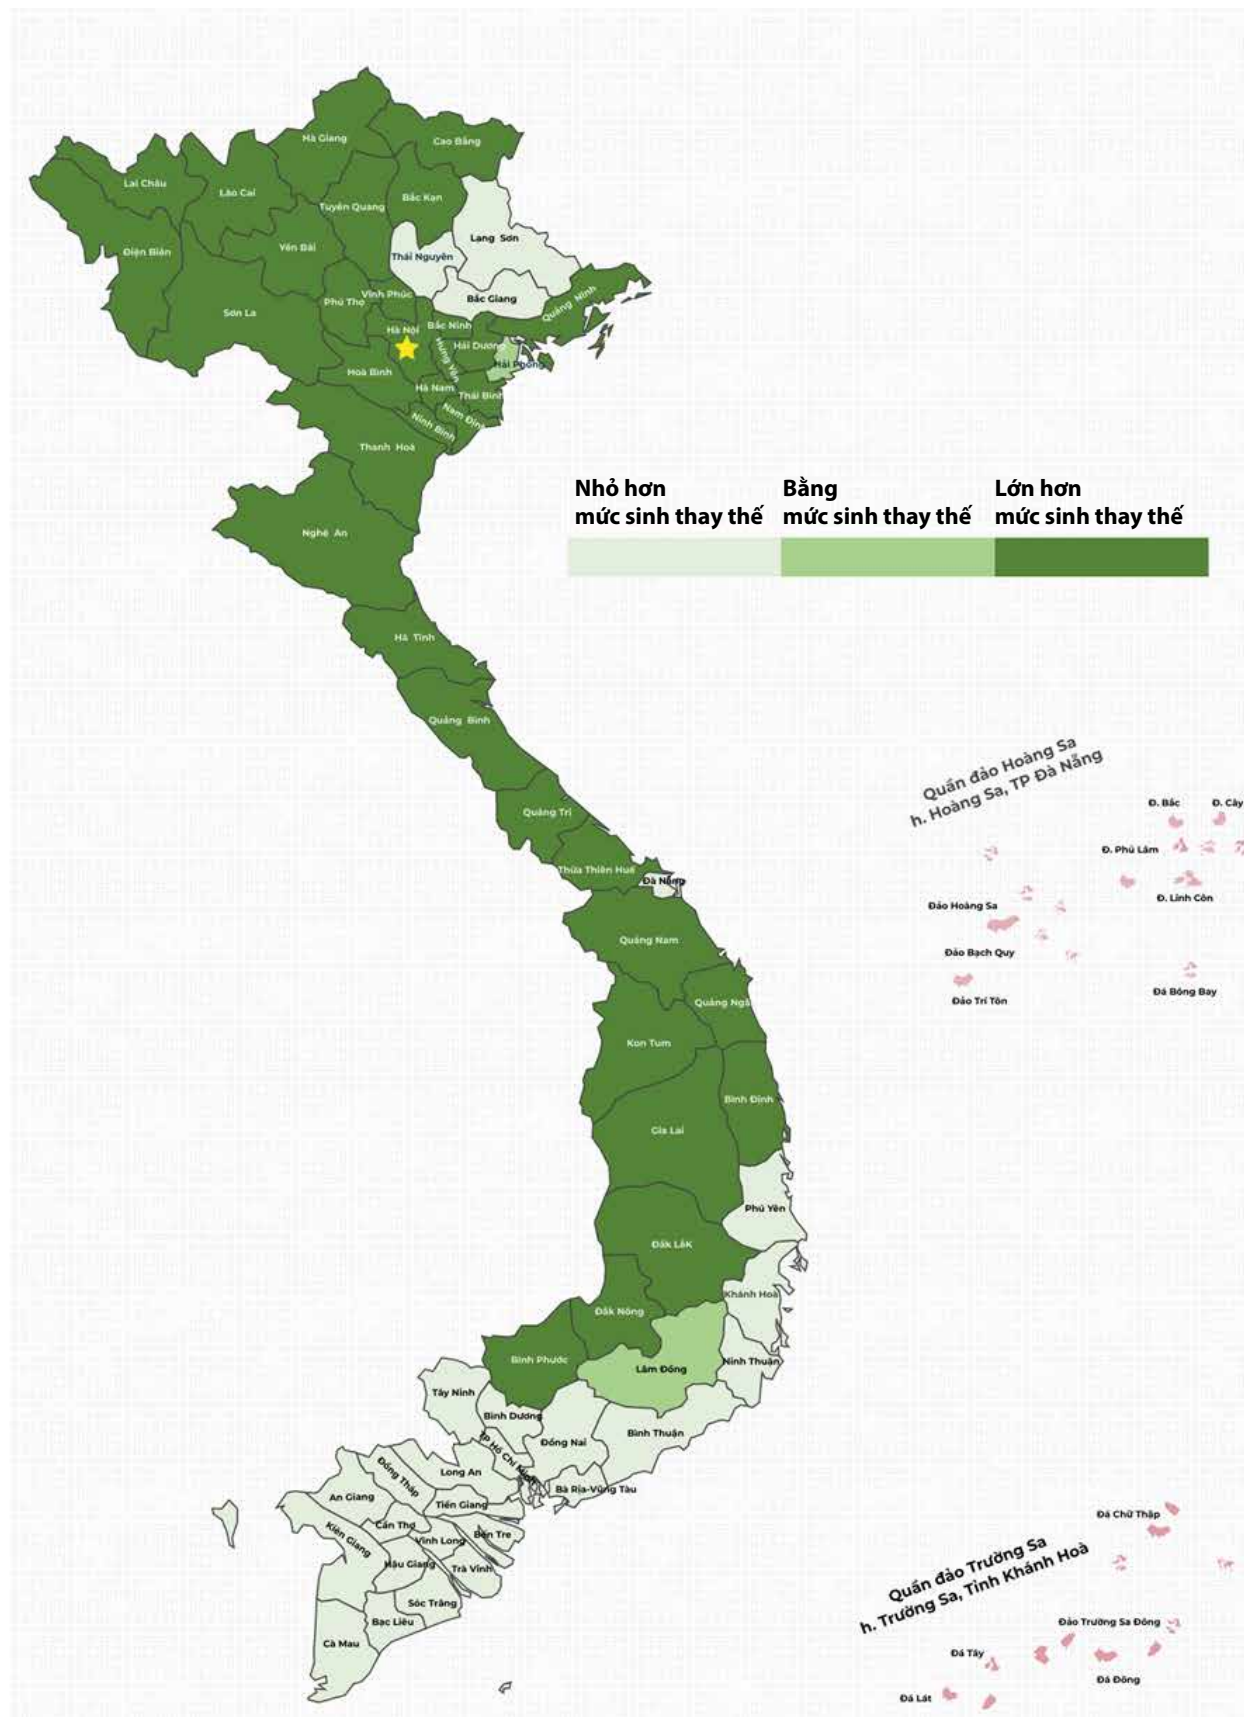 Hà Giang
Cao Bằng
Lai Châu
Lào Cai
Bắc Kạn
Tuyên Quang
Lạng Sơn
Điện Biên
Yên Bái
Thái Nguyên
Vĩnh Phúc
Bắc Giang
Quảng Ninh
Phú Thọ
Sơn La
Hà Nội
Bắc Ninh
Hải Dương
Hưng Yên
Hải Phòng
Hoà Bình
Hà Nam
Thái Bình
Nam Định
Ninh Bình
Thanh Hoá
Nhỏ hơn
mức sinh thay thế
Bằng
mức sinh thay thế
Lớn hơn
mức sinh thay thế
Nghệ An
Hà Tĩnh
Quảng Bình
Quần đảo Hoàng Sa
h. Hoàng Sa, TP Đà Nẵng
Đ. Bắc
Đ. Cây
Quảng Trị
Đ. Phú Lâm
Thừa Thiên Huế
Đà Nẵng
Đ. Linh Côn
Đảo Hoàng Sa
Quảng Nam
Đảo Bạch Quy
Đá Bông Bay
Đảo Tri Tôn
Quảng Ngã
Kon Tum
Bình Định
Gia Lai
Phú Yên
Đắk LắK
Khánh Hoà
Đắk Nông
Bình Phước
Lâm Đồng
Ninh Thuận
Tây Ninh
Bình Dương
Bình Thuận
Đồng Nai
TP Hồ Chí Minh
Long An
Đồng Tháp
Bà Rịa-Vũng Tàu
An Giang
Tiền Giang
Cần Thơ
Kiên Giang
Vĩnh Long
Bến Tre
Hậu Giang
Trà Vinh
Sóc Trăng
Bạc Liêu
Cà Mau
Đá Chữ Thập
Quần đảo Trường Sa
h. Trường Sa, Tỉnh Khánh Hoà
Đảo Trường Sa Đông
Đá Tây
Đá Đông
Đá Lát